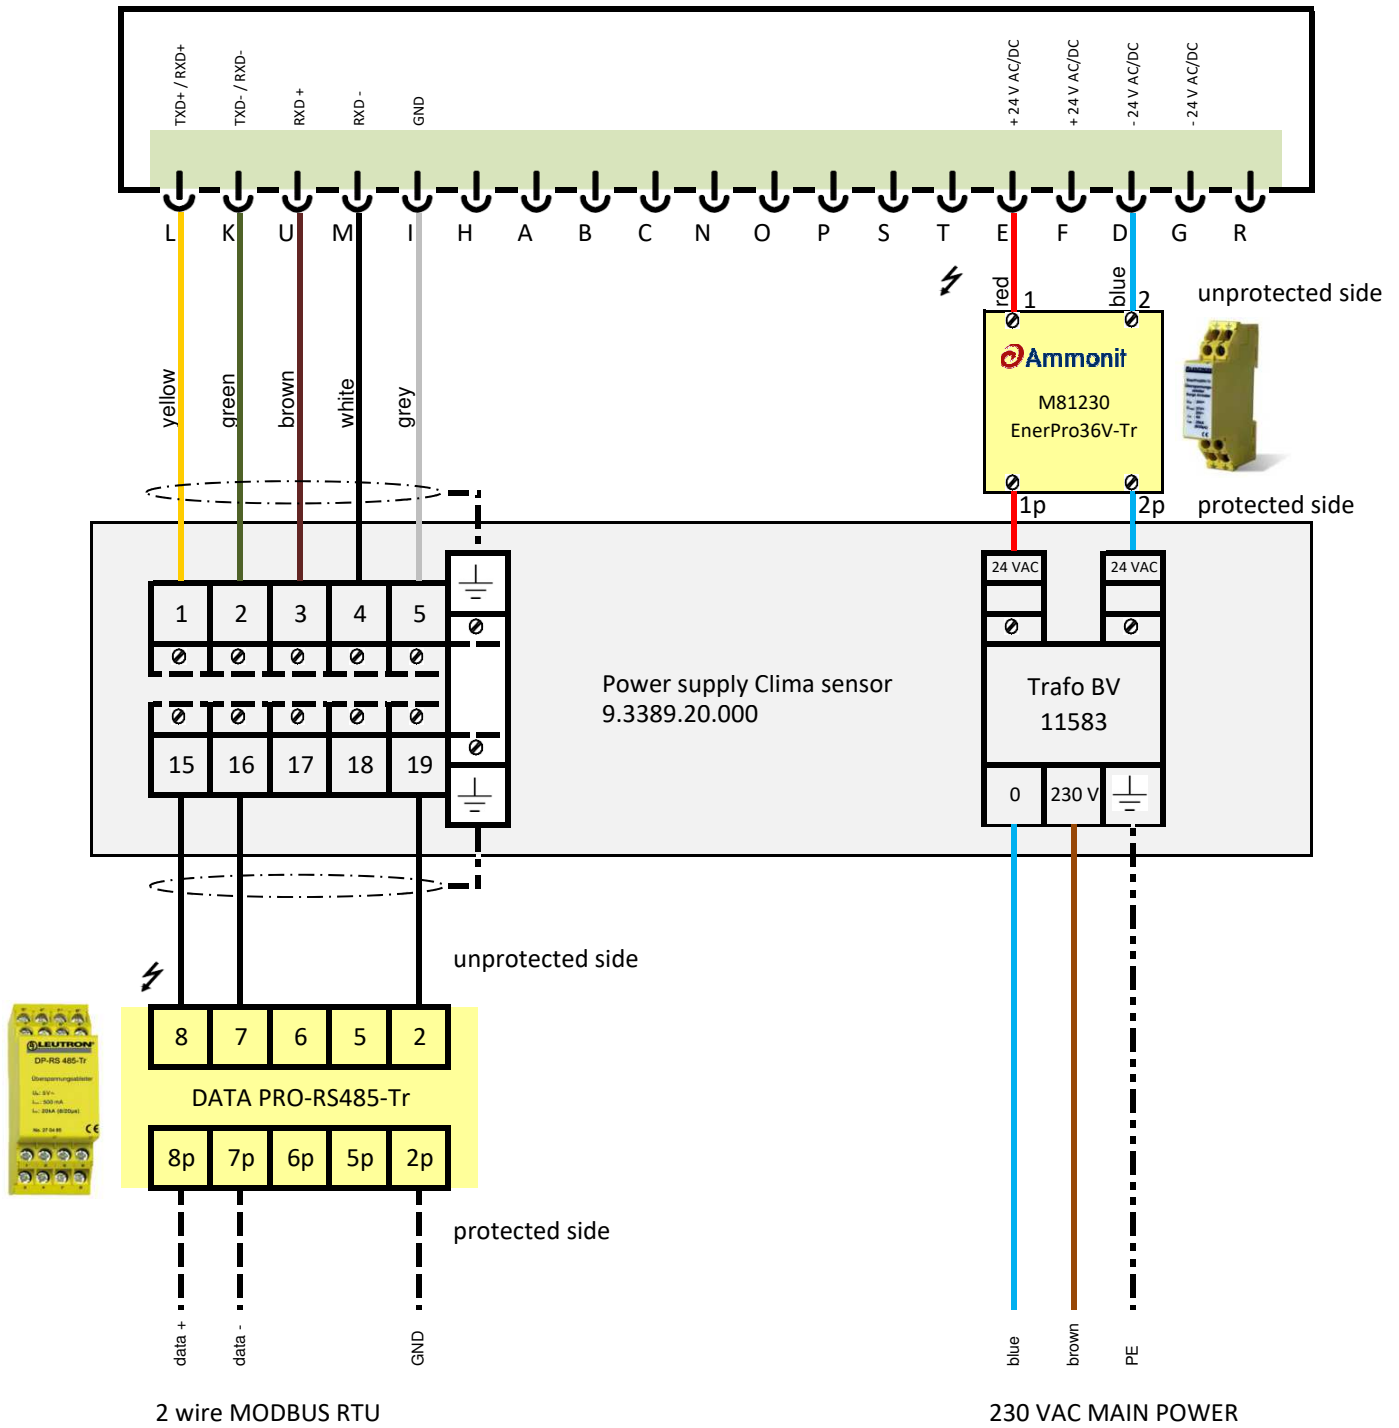 TXD+ / RXD+
TXD- / RXD-
RXD +
RXD -
GND
+ 24 V AC/DC
+ 24 V AC/DC
- 24 V AC/DC
- 24 V AC/DC
L K U M I H A B C N O P S T E F D G R
yellow
green
brown
white
grey
red
1
blue
2
unprotected side
Ammonit
M81230
EnerPro36V-Tr
1p
2p
protected side
24 VAC
24 VAC
1 2 3 4 5
Power supply Clima sensor
9.3389.20.000
Trafo BV
11583
15 16 17 18 19
0
230 V
unprotected side
LEUTRON
DP-RS 485-Tr
Überspannungsableiter
8 7 6 5 2
DATA PRO-RS485-Tr
8p 7p 6p 5p 2p
protected side
data +
data -
GND
blue
brown
PE
2 wire MODBUS RTU
230 VAC MAIN POWER